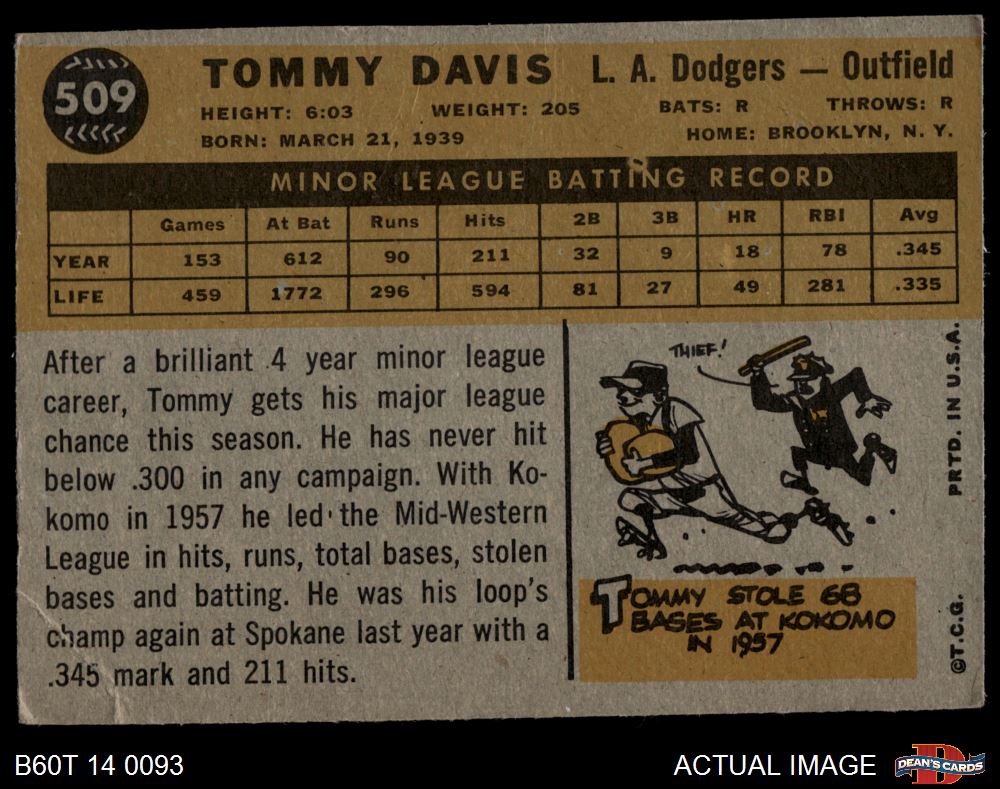 509
TOMMY DAVIS L. A. Dodgers — Outfield
HEIGHT: 6:03 WEIGHT: 205 BATS: R THROWS: R
BORN: MARCH 21, 1939 HOME: BROOKLYN, N. Y.
MINOR LEAGUE BATTING RECORD
Games At Bat Runs Hits 2B 3B HR RBI Avg
YEAR 153 612 90 211 32 9 18 78 .345
LIFE 459 1772 296 594 81 27 49 281 .335
After a brilliant 4 year minor league
career, Tommy gets his major league
chance this season. He has never hit
below .300 in any campaign. With Ko-
komo in 1957 he led the Mid-Western
League in hits, runs, total bases, stolen
bases and batting. He was his loop's
champ again at Spokane last year with a
.345 mark and 211 hits.
THIEF!
TOMMY STOLE 68
BASES AT KOKOMO
IN 1957
©T.C.G. PRTD. IN U.S.A.
B60T 14 0093 ACTUAL IMAGE
D
DEAN'S CARDS